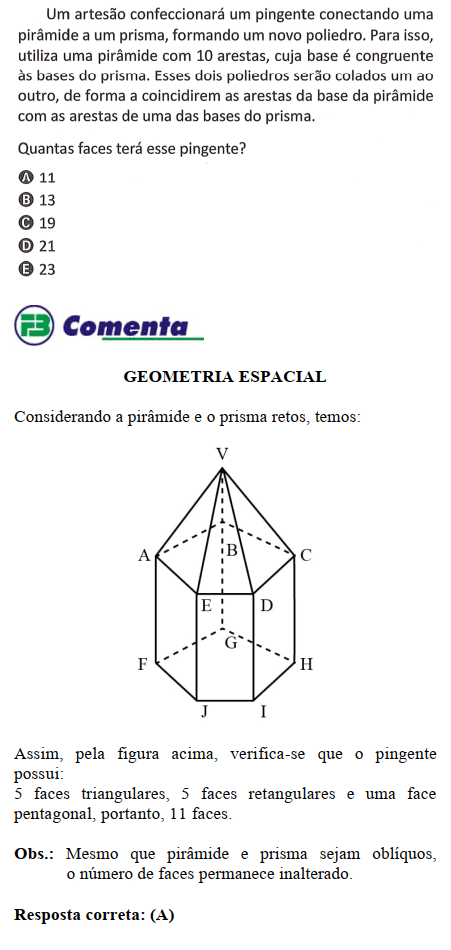 Um artesão confeccionará um pingente conectando uma
pirâmide a um prisma, formando um novo poliedro. Para isso,
utiliza uma pirâmide com 10 arestas, cuja base é congruente
às bases do prisma. Esses dois poliedros serão colados um ao
outro, de forma a coincidirem as arestas da base da pirâmide
com as arestas de uma das bases do prisma.
Quantas faces terá esse pingente?
A 11
B 13
C 19
D 21
E 23
FB Comenta
GEOMETRIA ESPACIAL
Considerando a pirâmide e o prisma retos, temos:
V
A B C
E D
F G H
J I
Assim, pela figura acima, verifica-se que o pingente
possui:
5 faces triangulares, 5 faces retangulares e uma face
pentagonal, portanto, 11 faces.
Obs.: Mesmo que pirâmide e prisma sejam oblíquos,
o número de faces permanece inalterado.
Resposta correta: (A)